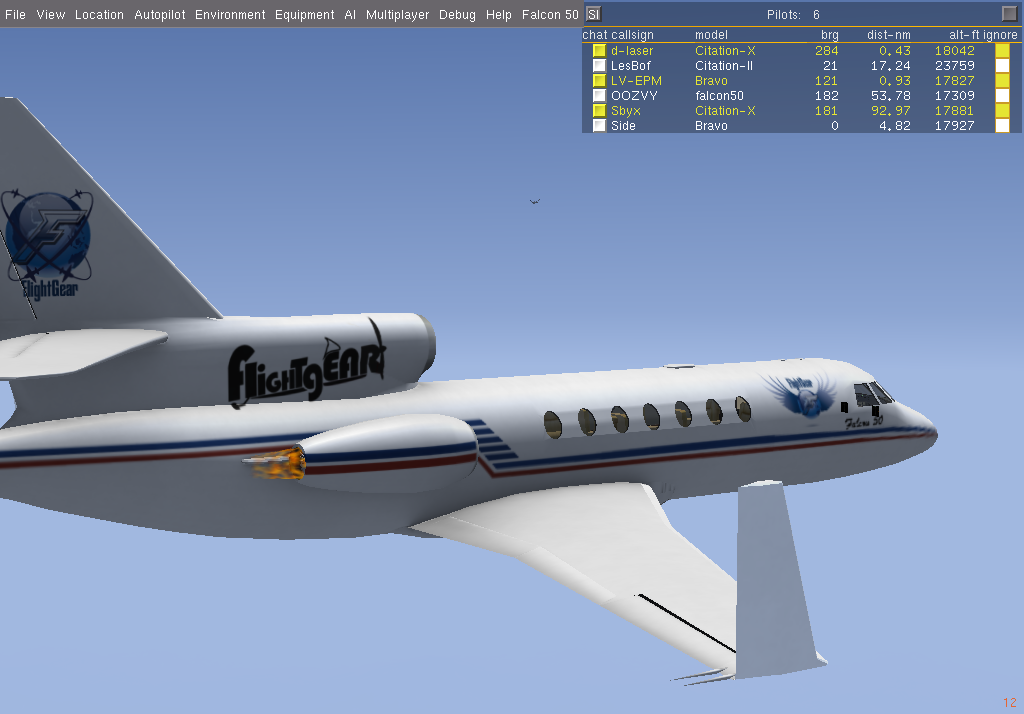 File View Location Autopilot Environment Equipment AI Multiplayer Debug Help Falcon 50
SI Pilots: 6
chat callsign model brg dist-nm alt-ft ignore
d-laser Citation-X 284 0.43 18042
LesBof Citation-II 21 17.24 23759
LV-EPM Bravo 121 0.93 17827
OOZVY falcon50 182 53.78 17309
Sbyx Citation-X 181 92.97 17881
Side Bravo 0 4.82 17927
FlightGear
flightgEAR
FlightGear
Falcon 50
12